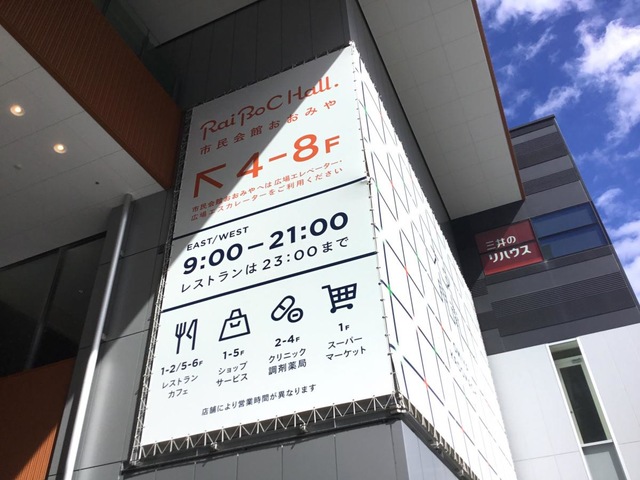 RaiBoC Hall.
市民会館おおみや
4-8F
市民会館おおみやへは広場エレベーター・
広場エスカレーターをご利用ください
EAST/WEST
9:00-21:00
レストランは23:00まで
1-2/5-6F
レストラン
カフェ
1-5F
ショップ
サービス
2-4F
クリニック
調剤薬局
1F
スーパー
マーケット
店舗により営業時間が異なります
三井の
リハウス